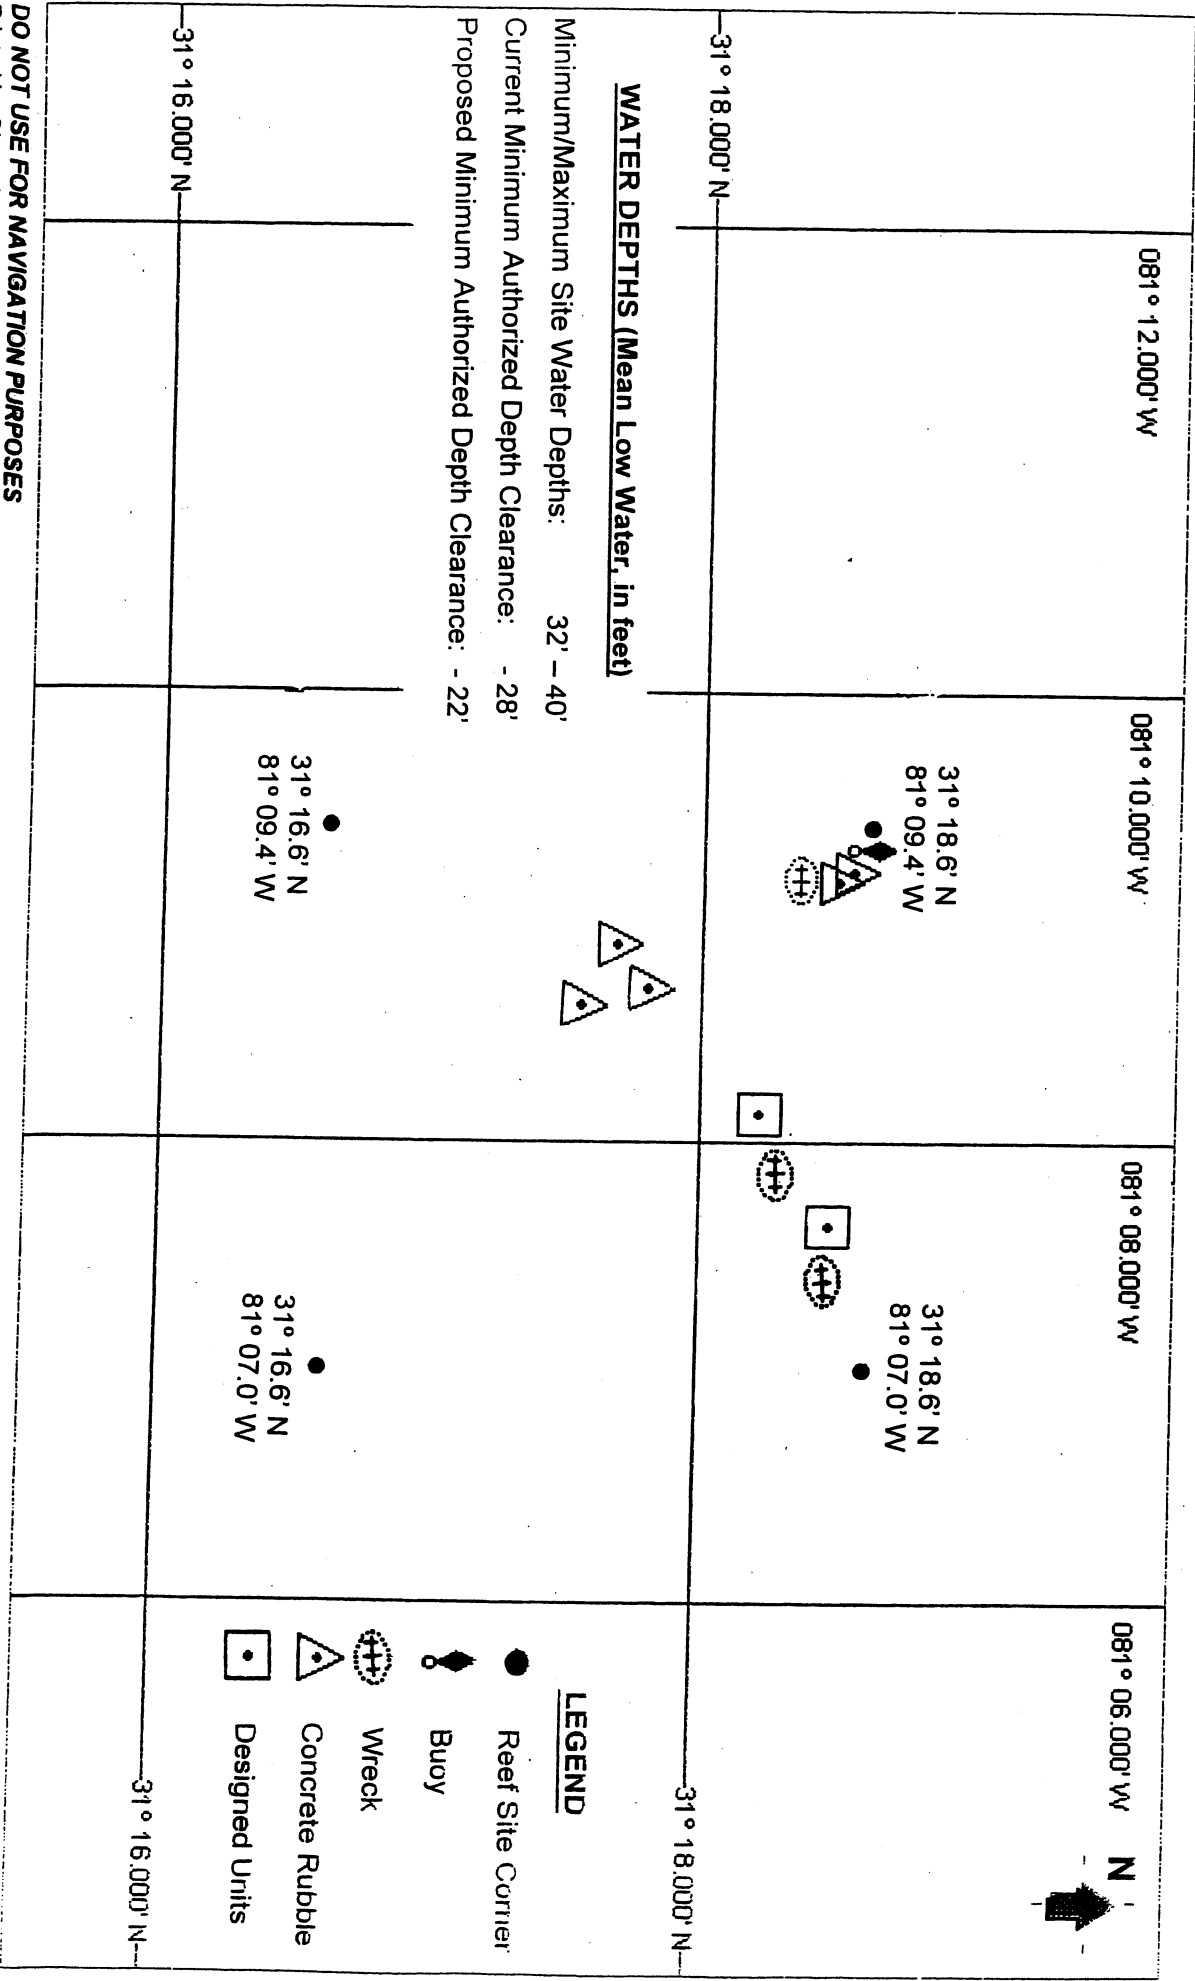 081° 12.000' W
081° 10.000' W
081° 08.000' W
081° 06.000' W
N
31° 18.6' N
81° 09.4' W
31° 18.6' N
81° 07.0' W
31° 18.000' N
31° 18.000' N
WATER DEPTHS (Mean Low Water, in feet)
Minimum/Maximum Site Water Depths: 32' – 40'
Current Minimum Authorized Depth Clearance: - 28'
Proposed Minimum Authorized Depth Clearance: - 22'
LEGEND
Reef Site Corner
Buoy
Wreck
Concrete Rubble
Designed Units
31° 16.6' N
81° 09.4' W
31° 16.6' N
81° 07.0' W
31° 16.000' N
31° 16.000' N
DO NOT USE FOR NAVIGATION PURPOSES